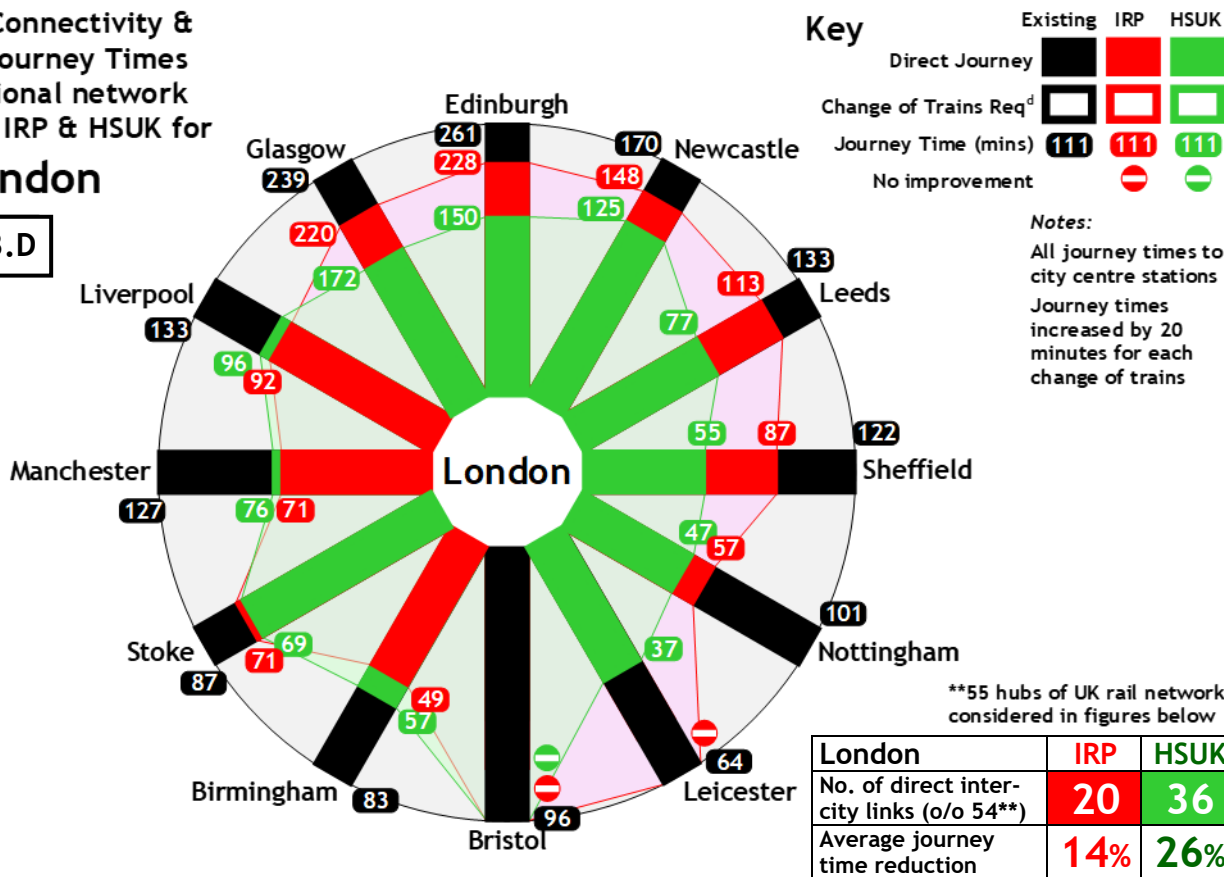 Connectivity &
ourney Times
ional network
IRP & HSUK for
ndon
.D
Key
Existing IRP HSUK
Direct Journey
Change of Trains Reqd
Journey Time (mins) 111 111 111
No improvement
Notes:
All journey times to
city centre stations
Journey times
increased by 20
minutes for each
change of trains
Edinburgh
261
228
150
Newcastle
170
148
125
Leeds
133
113
77
Sheffield
122
87
55
Nottingham
101
57
47
Leicester
64
37
Bristol
96
Birmingham
83
49
57
Stoke
87
71
69
Manchester
127
76
71
Liverpool
133
96
92
Glasgow
239
220
172
London
**55 hubs of UK rail network
considered in figures below
London IRP HSUK
No. of direct inter-
city links (o/o 54**) 20 36
Average journey
time reduction 14% 26%